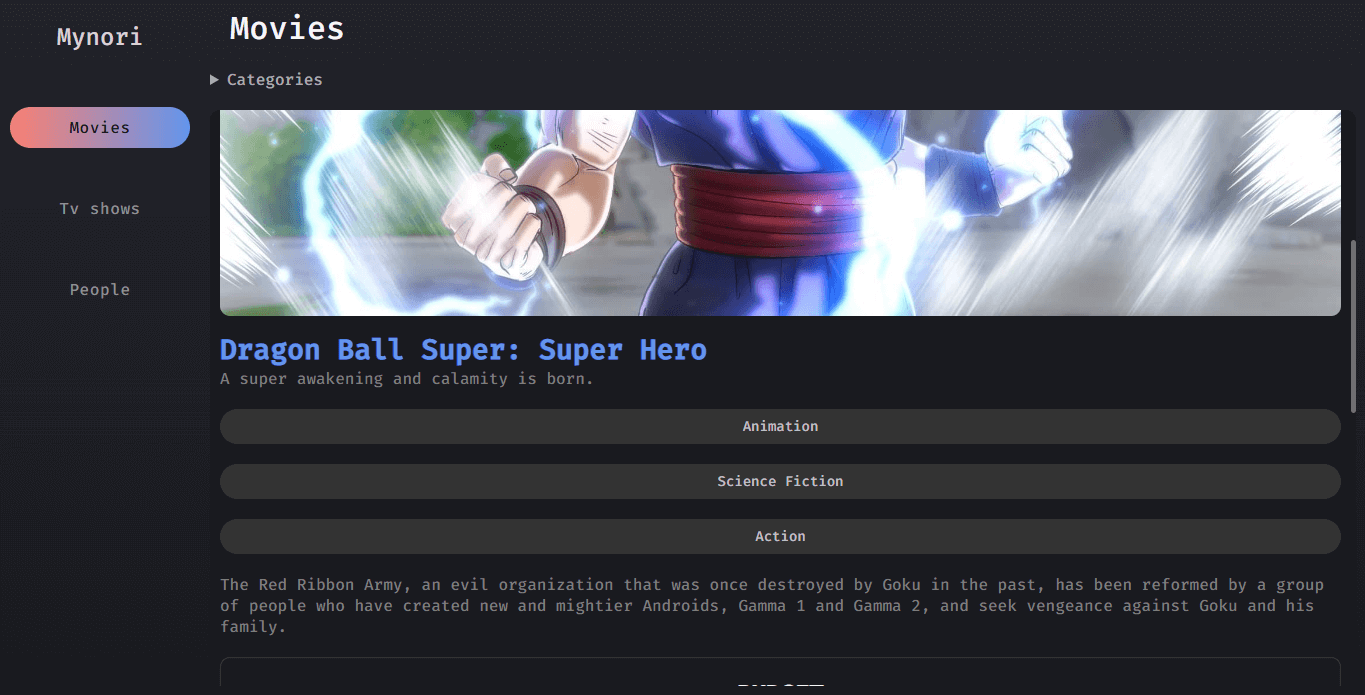 Mynori
Movies
Categories
Movies
Tv shows
People
Dragon Ball Super: Super Hero
A super awakening and calamity is born.
Animation
Science Fiction
Action
The Red Ribbon Army, an evil organization that was once destroyed by Goku in the past, has been reformed by a group
of people who have created new and mightier Androids, Gamma 1 and Gamma 2, and seek vengeance against Goku and his
family.